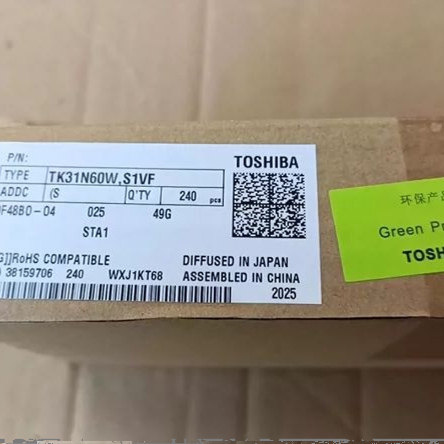 P/N:
TOSHIBA
TYPE TK31N60W,S1VF
ADDC (S Q'TY 240 pcs
F48B0-04 025 49G
STA1
G]]RoHS COMPATIBLE DIFFUSED IN JAPAN
38159706 240 WXJ1KT68 ASSEMBLED IN CHINA
2025
环保产
Green
TOSH